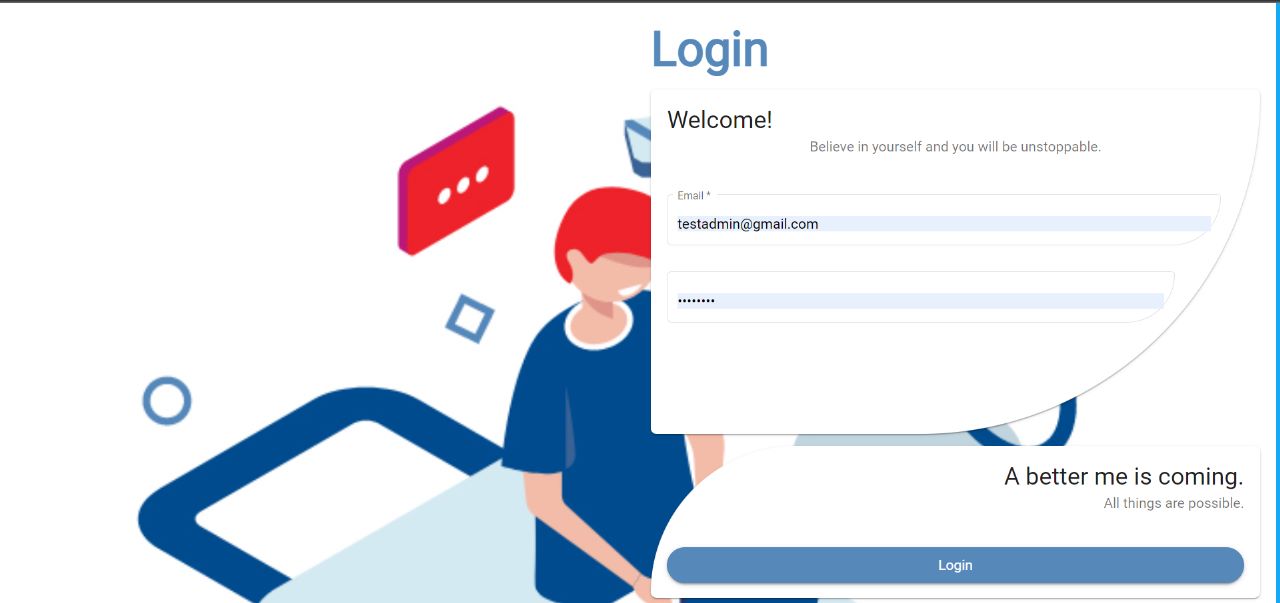 Login
Welcome!
Believe in yourself and you will be unstoppable.
Email *
testadmin@gmail.com
••••••••
A better me is coming.
All things are possible.
Login